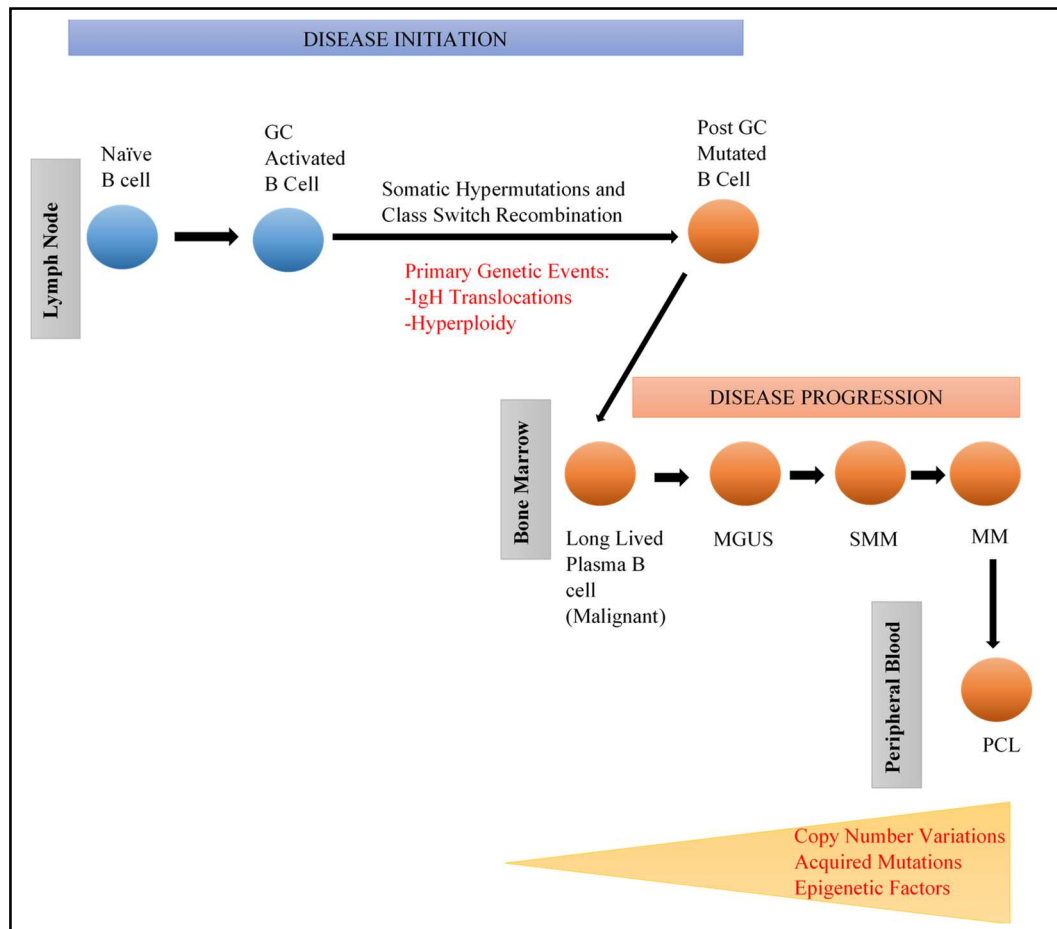 DISEASE INITIATION
Lymph Node
Naïve
B cell
GC
Activated
B Cell
Somatic Hypermutations and
Class Switch Recombination
Primary Genetic Events:
-IgH Translocations
-Hyperploidy
Post GC
Mutated
B Cell
DISEASE PROGRESSION
Bone Marrow
Long Lived
Plasma B
cell
(Malignant)
MGUS
SMM
MM
Peripheral Blood
PCL
Copy Number Variations
Acquired Mutations
Epigenetic Factors